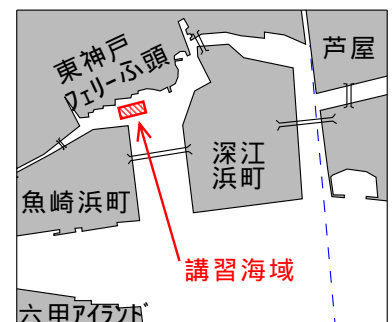 東神戸
フェリーふ頭
芦屋
深江
浜町
魚崎浜町
講習海域
六甲アイランド